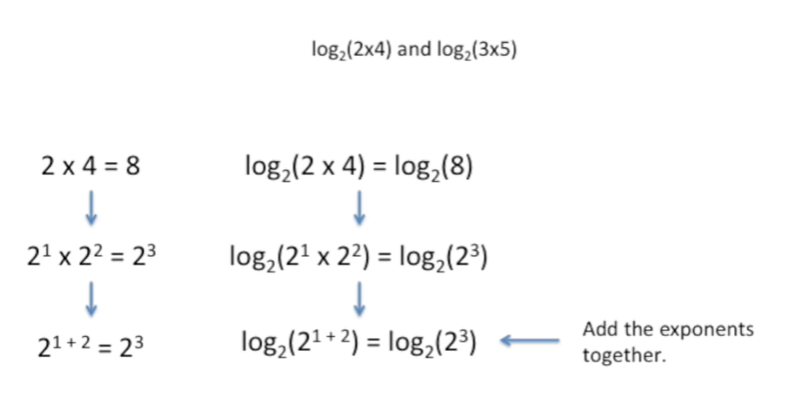 log₂(2x4) and log₂(3x5)
2 x 4 = 8
log₂(2 x 4) = log₂(8)
2¹ x 2² = 2³
log₂(2¹ x 2²) = log₂(2³)
2¹⁺² = 2³
log₂(2¹⁺²) = log₂(2³)
Add the exponents
together.